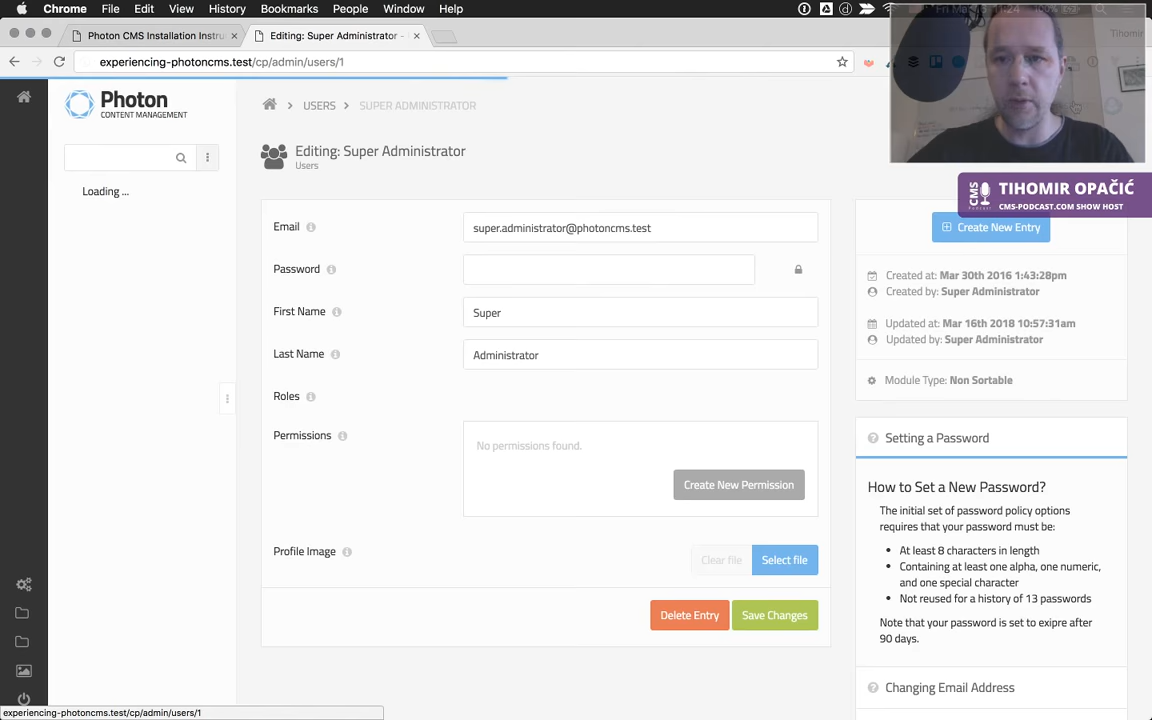 Chrome File Edit View History Bookmarks People Window Help
Photon CMS Installation Instru
Editing: Super Administrator -
experiencing-photoncms.test/cp/admin/users/1
Photon
CONTENT MANAGEMENT
USERS
SUPER ADMINISTRATOR
Editing: Super Administrator
Users
Loading ...
TIHOMIR OPAČIĆ
CMS-PODCAST.COM SHOW HOST
CMS
Podcast
Create New Entry
Email
super.administrator@photoncms.test
Password
First Name
Super
Last Name
Administrator
Roles
Permissions
No permissions found.
Create New Permission
Profile Image
Clear file
Select file
Delete Entry
Save Changes
Created at: Mar 30th 2016 1:43:28pm
Created by: Super Administrator
Updated at: Mar 16th 2018 10:57:31am
Updated by: Super Administrator
Module Type: Non Sortable
Setting a Password
How to Set a New Password?
The initial set of password policy options
requires that your password must be:
At least 8 characters in length
Containing at least one alpha, one numeric,
and one special character
Not reused for a history of 13 passwords
Note that your password is set to exipre after
90 days.
Changing Email Address
experiencing-photoncms.test/cp/admin/users/1